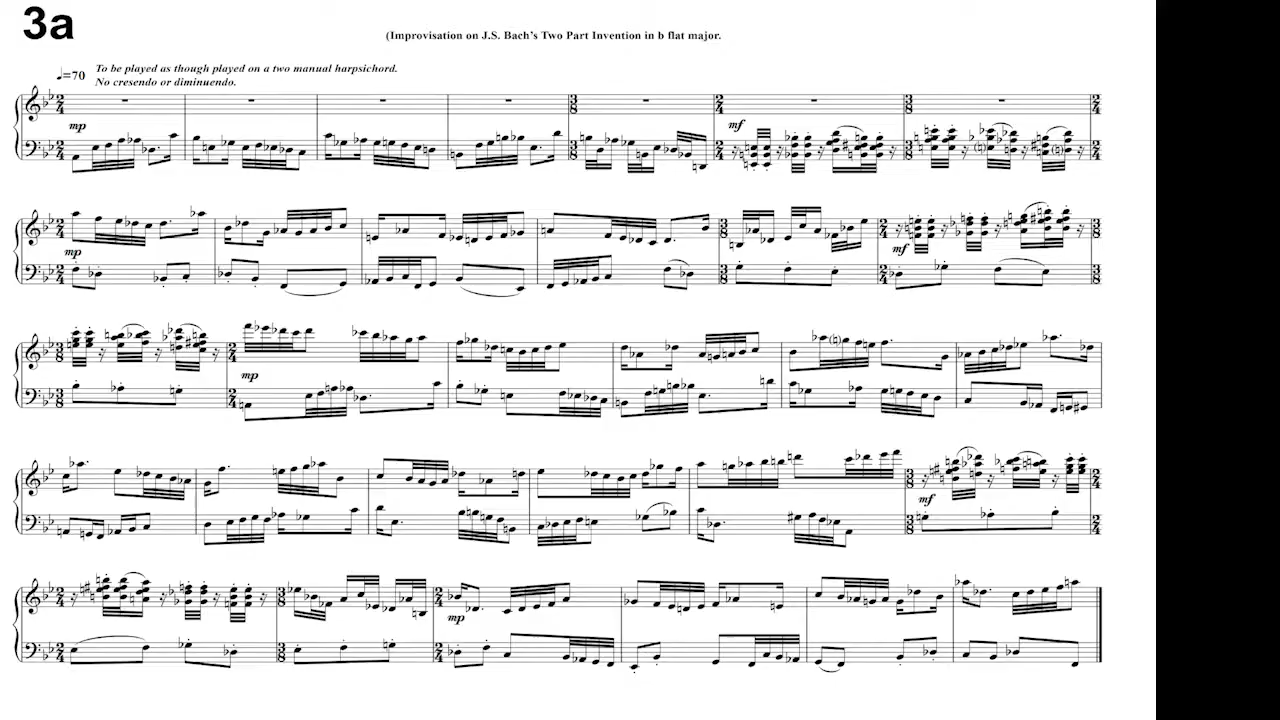 3a
(Improvisation on J.S. Bach's Two Part Invention in b flat major.
♩=70
To be played as though played on a two manual harpsichord.
No cresendo or diminuendo.
mp
mf
mp
mf
mp
mf
mp